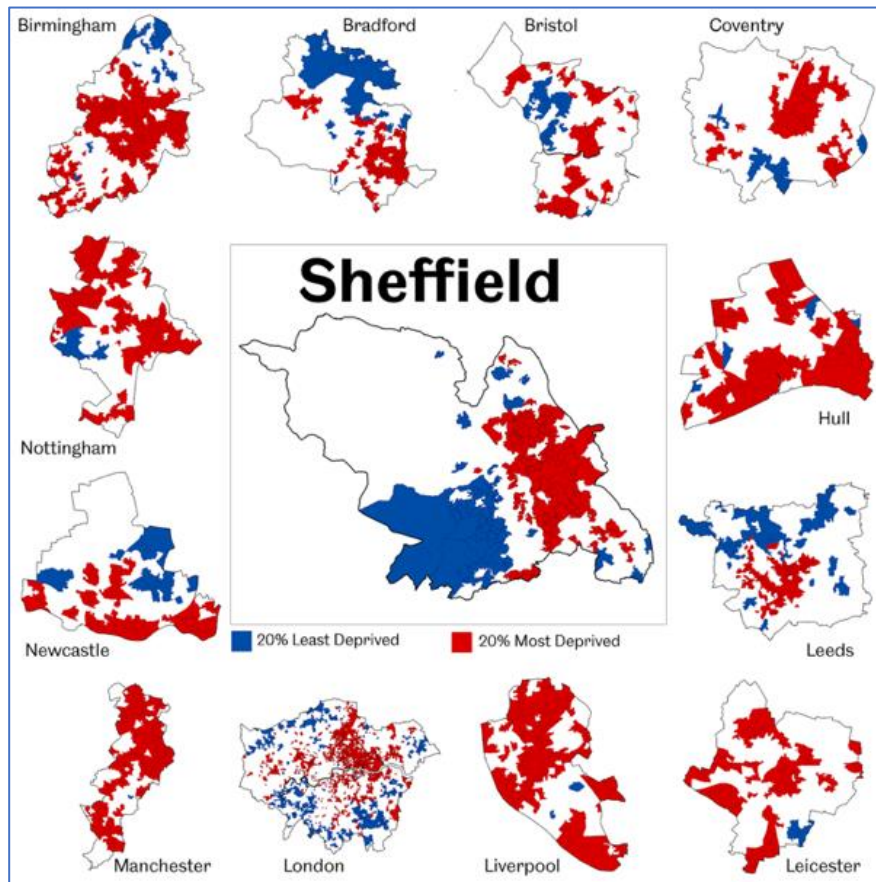 Birmingham
Bradford
Bristol
Coventry
Sheffield
Nottingham
Hull
Newcastle
20% Least Deprived
20% Most Deprived
Leeds
Manchester
London
Liverpool
Leicester